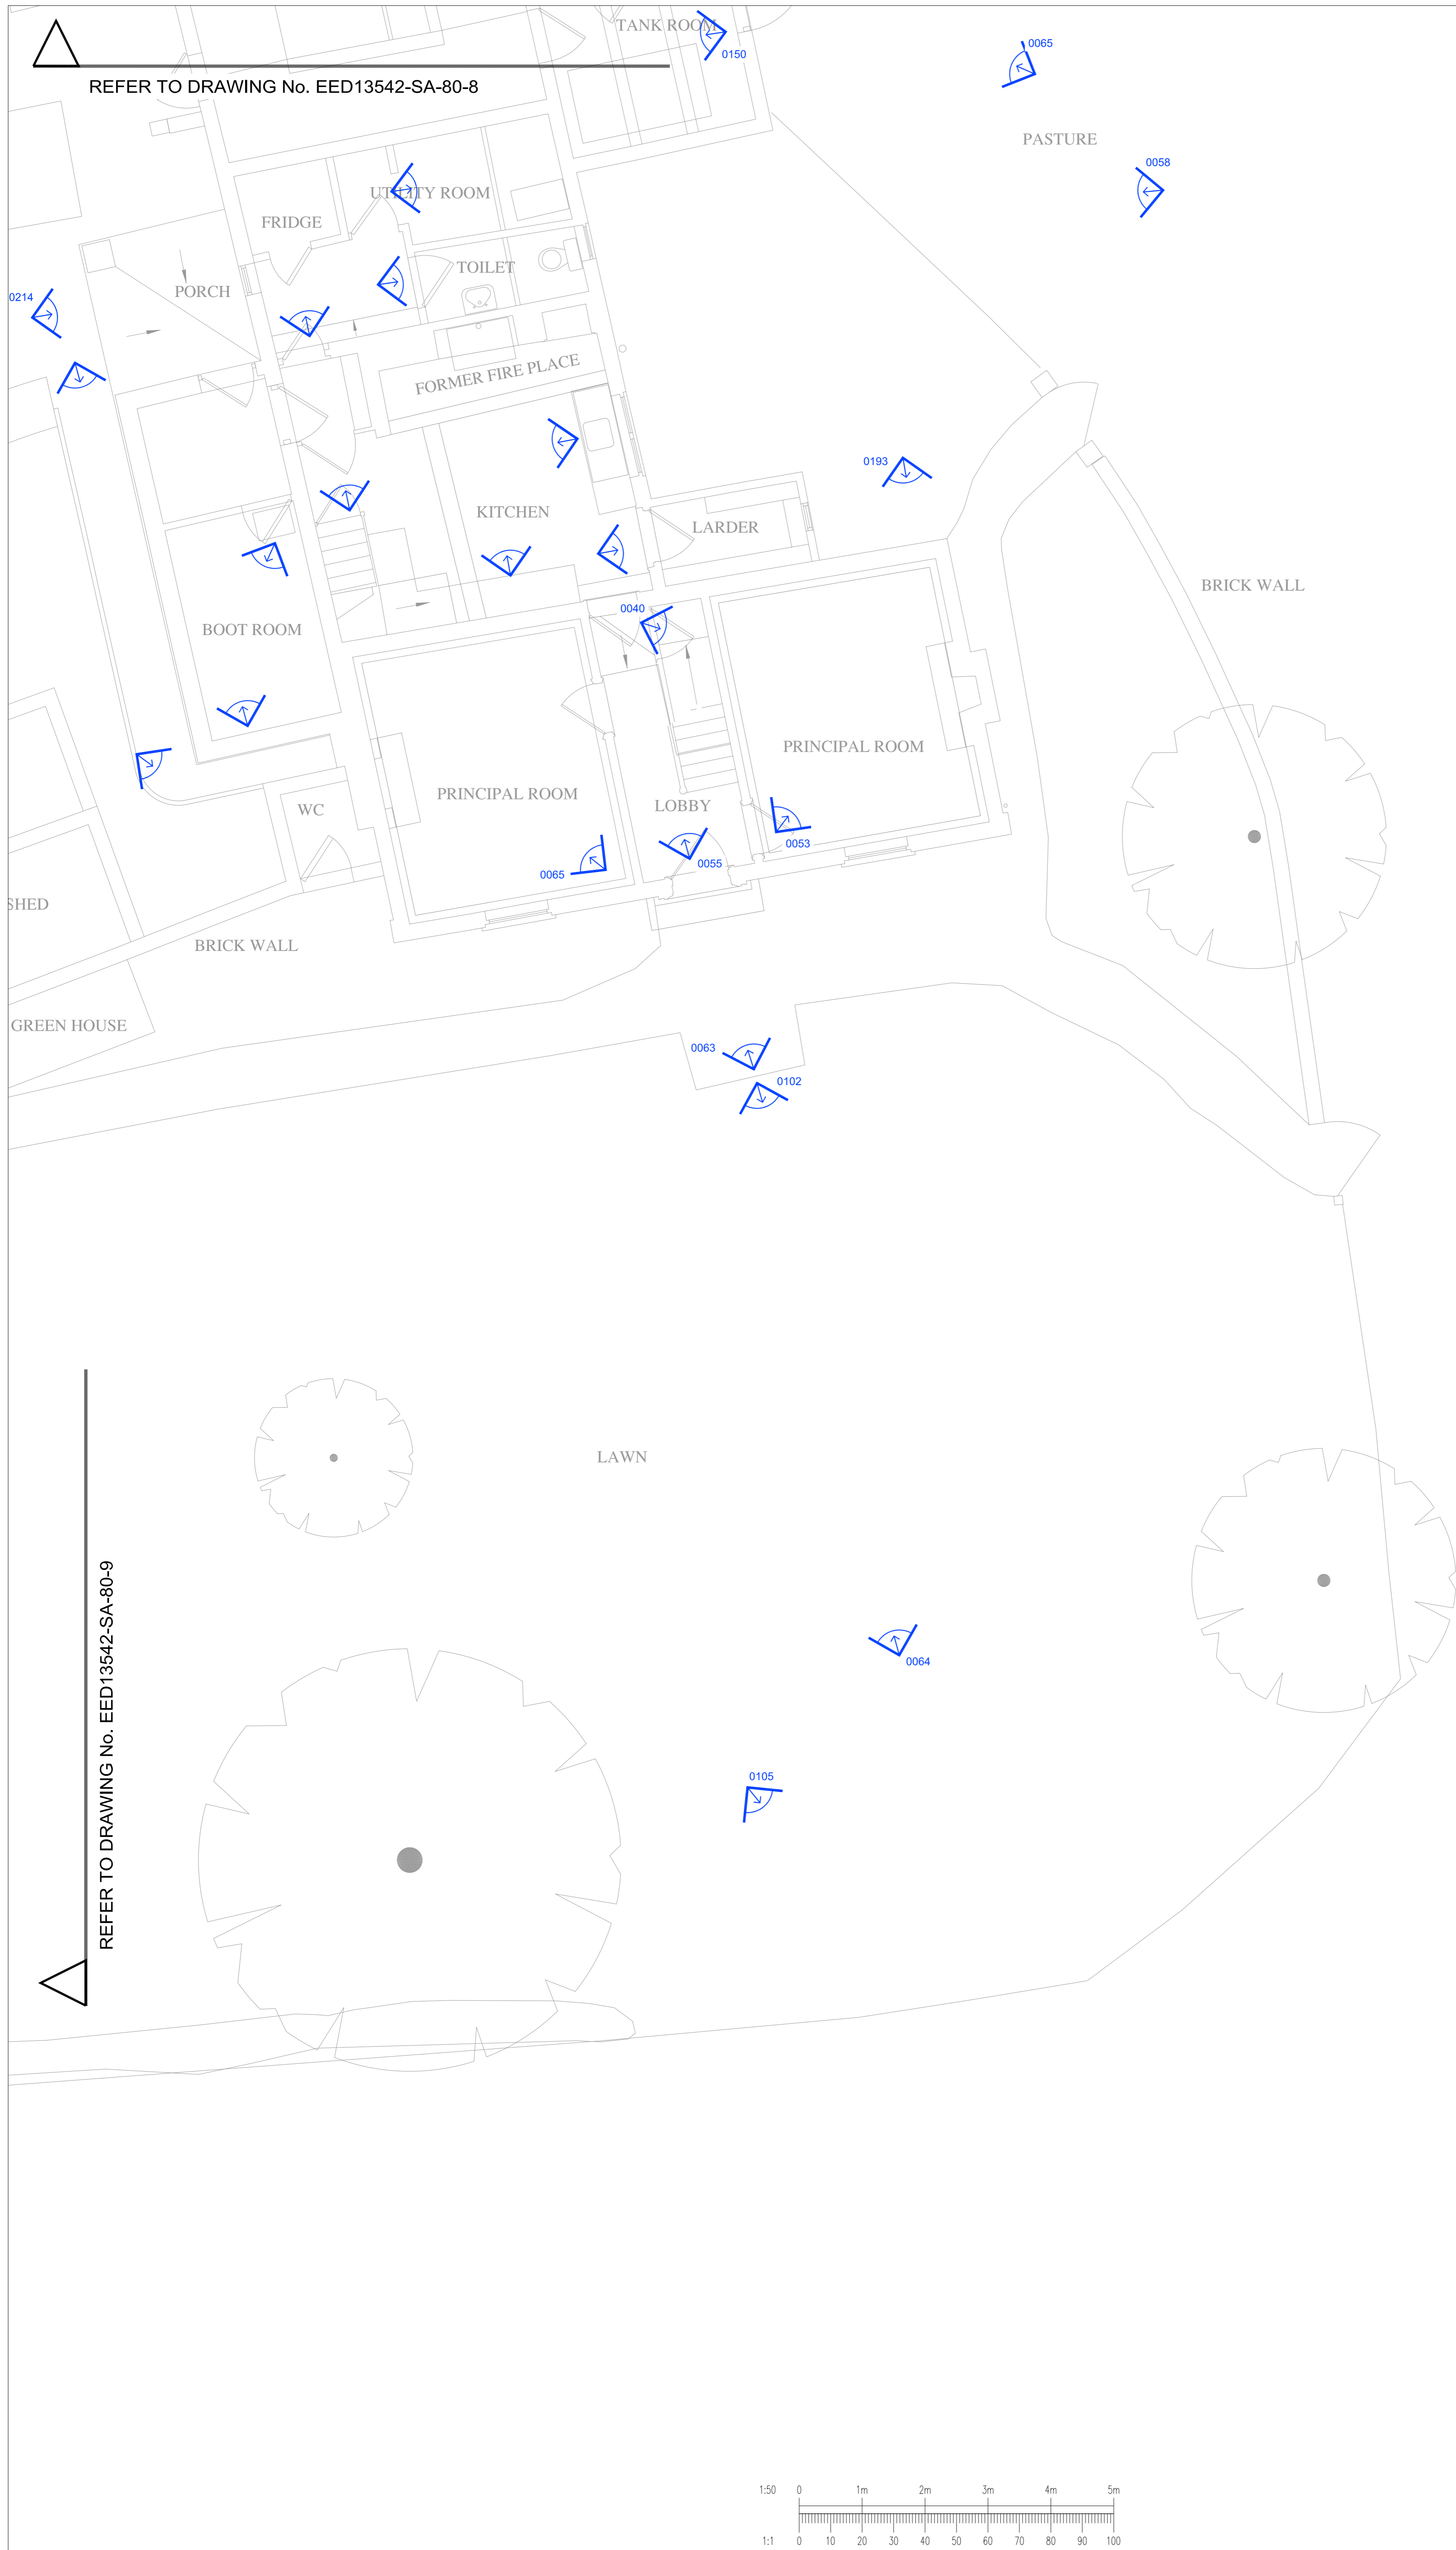 TANK ROOM
0150
0065
REFER TO DRAWING No. EED13542-SA-80-8
PASTURE
0058
UTILITY ROOM
FRIDGE
TOILET
PORCH
0214
FORMER FIRE PLACE
0193
KITCHEN
LARDER
BRICK WALL
0040
BOOT ROOM
PRINCIPAL ROOM
PRINCIPAL ROOM
LOBBY
WC
0053
0055
0065
SHED
BRICK WALL
GREEN HOUSE
0063
0102
LAWN
REFER TO DRAWING No. EED13542-SA-80-9
0064
0105
1:50 0 1m 2m 3m 4m 5m
1:1 0 10 20 30 40 50 60 70 80 90 100